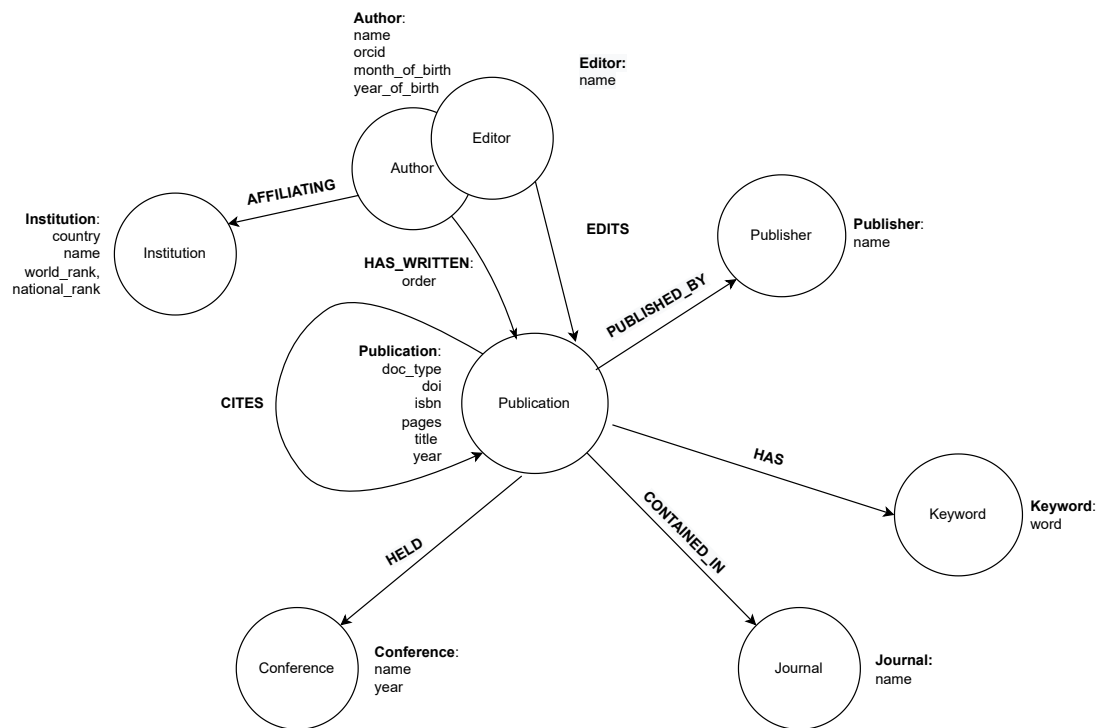 Author:
name
orcid
month_of_birth
year_of_birth
Editor:
name
Editor
Author
AFFILIATING
Institution:
country
name
world_rank,
national_rank
Institution
HAS_WRITTEN:
order
EDITS
Publisher
Publisher:
name
PUBLISHED_BY
CITES
Publication:
doc_type
doi
isbn
pages
title
year
Publication
HAS
Keyword
Keyword:
word
CONTAINED_IN
HELD
Conference
Conference:
name
year
Journal
Journal:
name